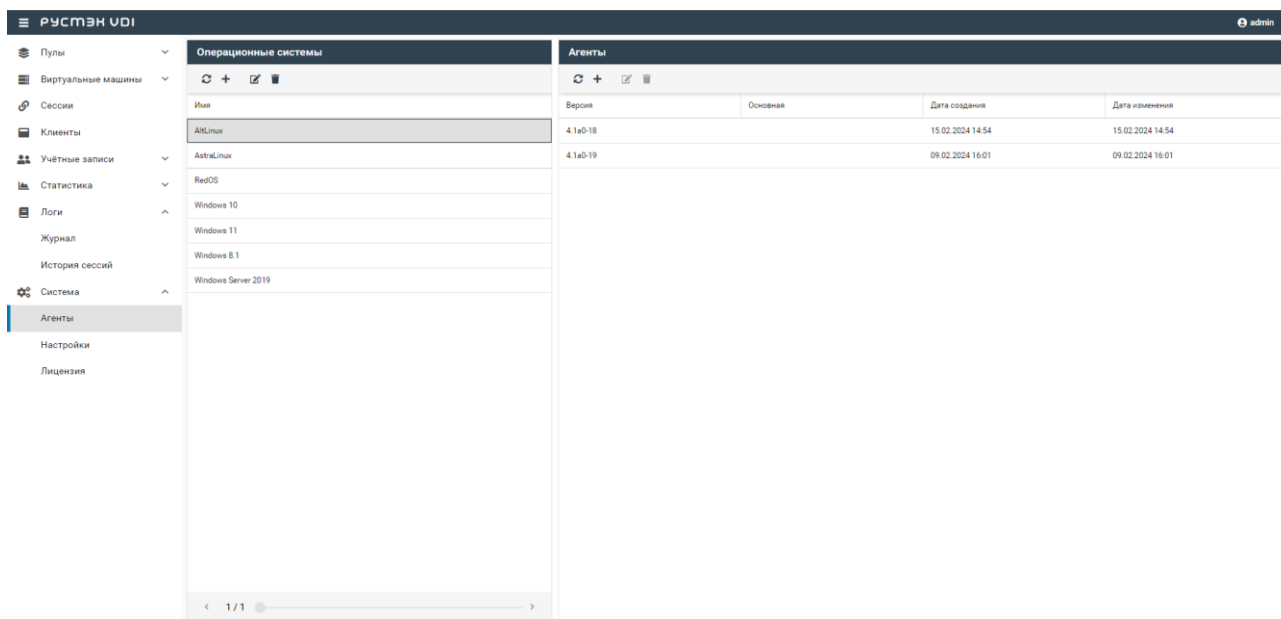 РУСТЭК VDI
admin
Пулы
Виртуальные машины
Сессии
Клиенты
Учётные записи
Статистика
Логи
Журнал
История сессий
Система
Агенты
Настройки
Лицензия
Операционные системы
Имя
AltLinux
AstraLinux
RedOS
Windows 10
Windows 11
Windows 8.1
Windows Server 2019
1 / 1
Агенты
Версия Основная Дата создания Дата изменения
4.1a0-18 15.02.2024 14:54 15.02.2024 14:54
4.1a0-19 09.02.2024 16:01 09.02.2024 16:01